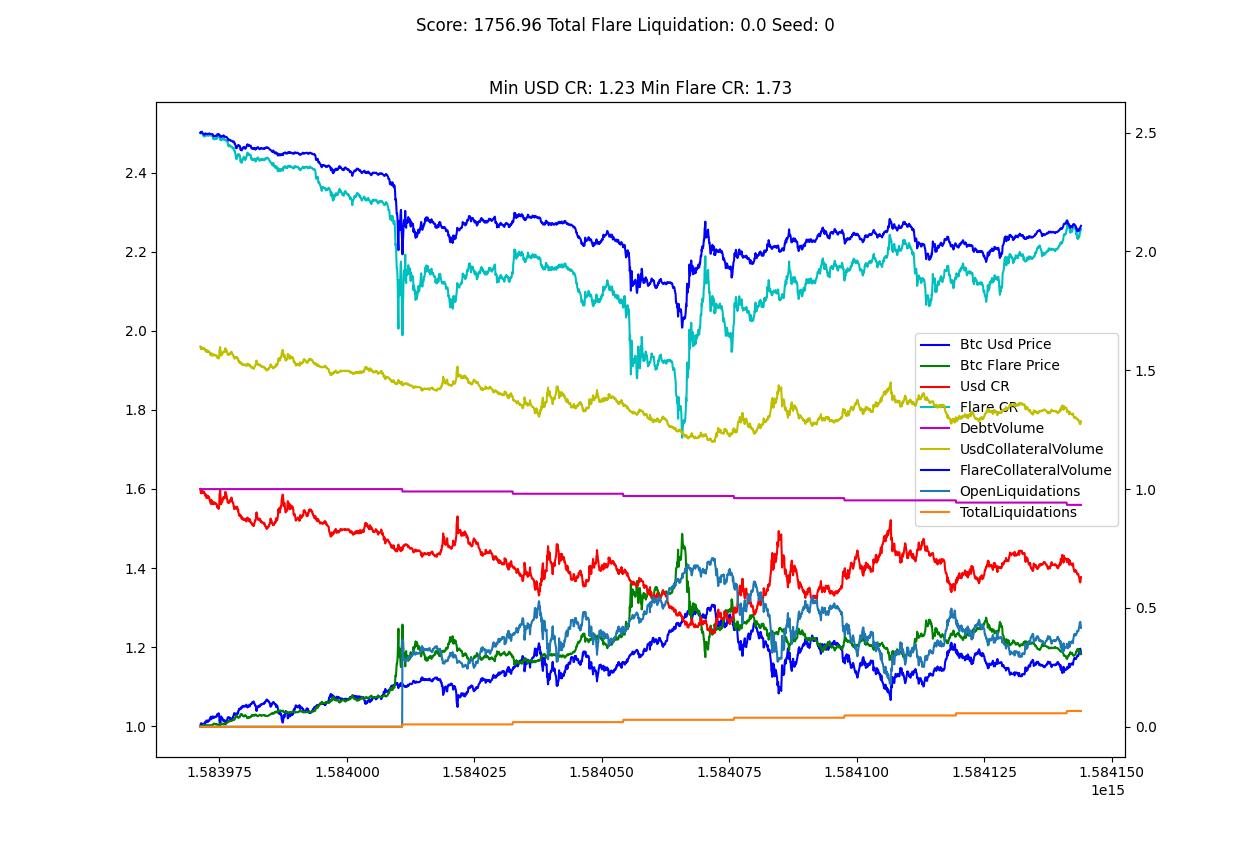 Score: 1756.96 Total Flare Liquidation: 0.0 Seed: 0
Min USD CR: 1.23 Min Flare CR: 1.73
2.4
2.2
2.0
1.8
1.6
1.4
1.2
1.0
2.5
2.0
1.5
1.0
0.5
0.0
Btc Usd Price
Btc Flare Price
Usd CR
Flare CR
DebtVolume
UsdCollateralVolume
FlareCollateralVolume
OpenLiquidations
TotalLiquidations
1.583975 1.584000 1.584025 1.584050 1.584075 1.584100 1.584125 1.584150
1e15